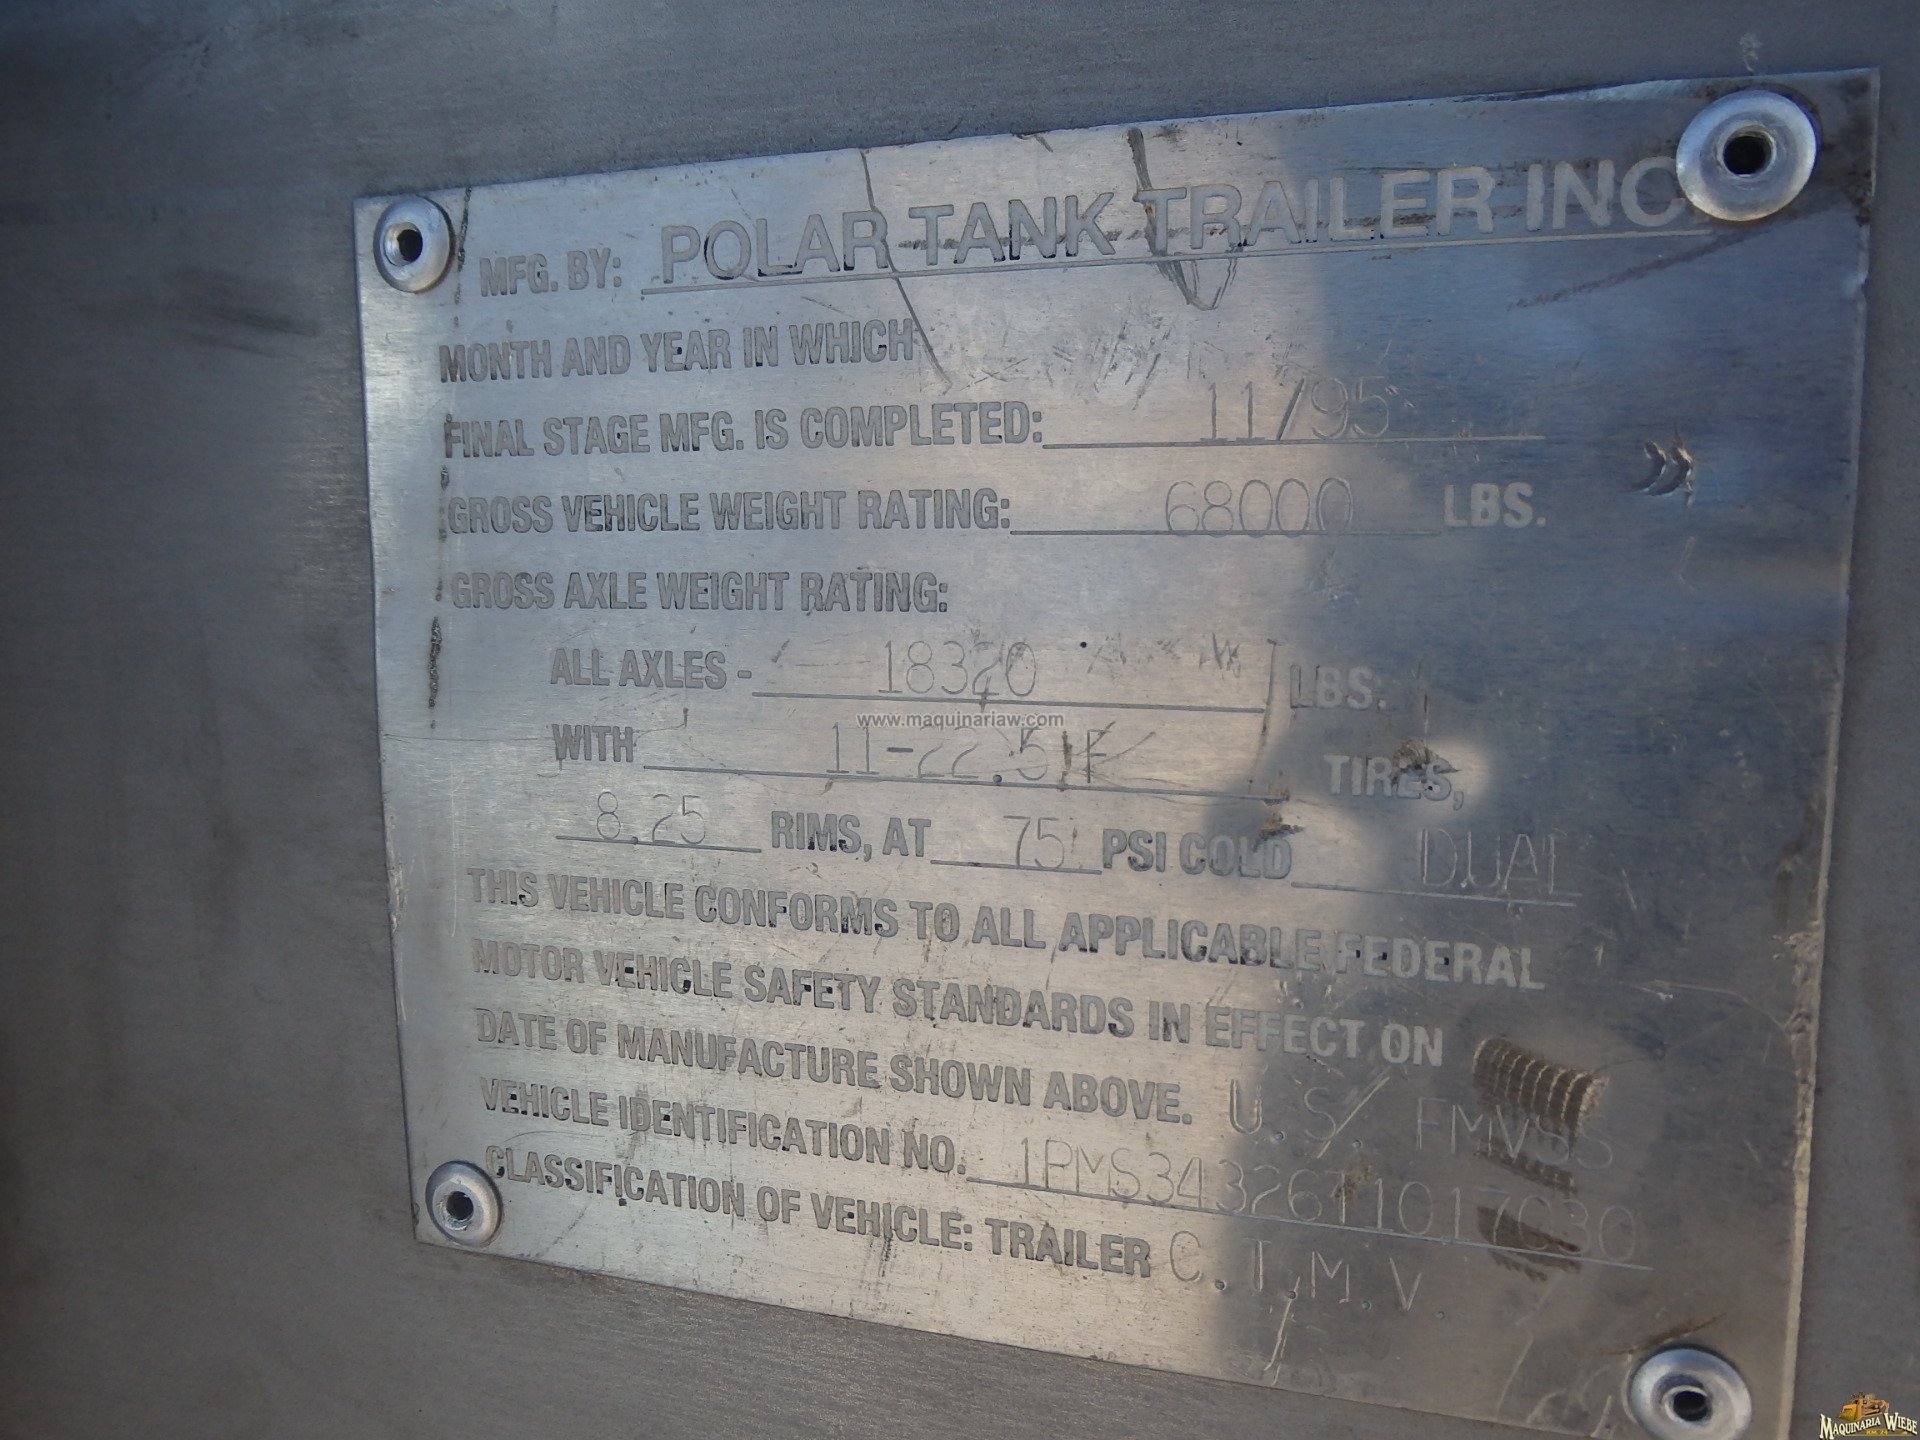 MFG. BY: POLAR TANK TRAILER INC.
MONTH AND YEAR IN WHICH
FINAL STAGE MFG. IS COMPLETED: 11/95
GROSS VEHICLE WEIGHT RATING: 68000 LBS.
GROSS AXLE WEIGHT RATING:
ALL AXLES - 18320 LBS.
www.maquinariaw.com
WITH 11-22.5 F TIRES,
8.25 RIMS, AT 75 PSI COLD DUAL
THIS VEHICLE CONFORMS TO ALL APPLICABLE FEDERAL
MOTOR VEHICLE SAFETY STANDARDS IN EFFECT ON
DATE OF MANUFACTURE SHOWN ABOVE. U.S. FMVSS
VEHICLE IDENTIFICATION NO. 1PMS34326T1017030
CLASSIFICATION OF VEHICLE: TRAILER C.T.M.V.
MAQUINARIA WIEBE
KM. 24